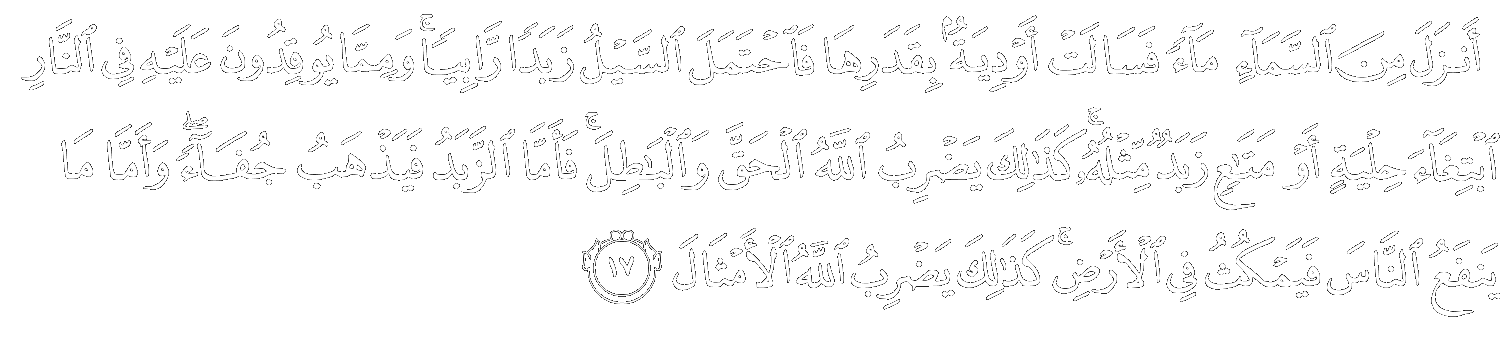 أَنزَلَ مِنَ ٱلسَّمَآءِ مَآءً فَسَالَتْ أَوْدِيَةٌۢ بِقَدَرِهَا فَٱحْتَمَلَ ٱلسَّيْلُ زَبَدًا رَّابِيًاۚ وَمِمَّا يُوقِدُونَ عَلَيْهِ فِى ٱلنَّارِ
ٱبْتِغَآءَ حِلْيَةٍ أَوْ مَتَـٰعٍ زَبَدٌ مِّثْلُهُۥۚ كَذَٰلِكَ يَضْرِبُ ٱللَّهُ ٱلْحَقَّ وَٱلْبَـٰطِلَۚ فَأَمَّا ٱلزَّبَدُ فَيَذْهَبُ جُفَآءًۖ وَأَمَّا مَا
يَنفَعُ ٱلنَّاسَ فَيَمْكُثُ فِى ٱلْأَرْضِۚ كَذَٰلِكَ يَضْرِبُ ٱللَّهُ ٱلْأَمْثَالَ ١٧